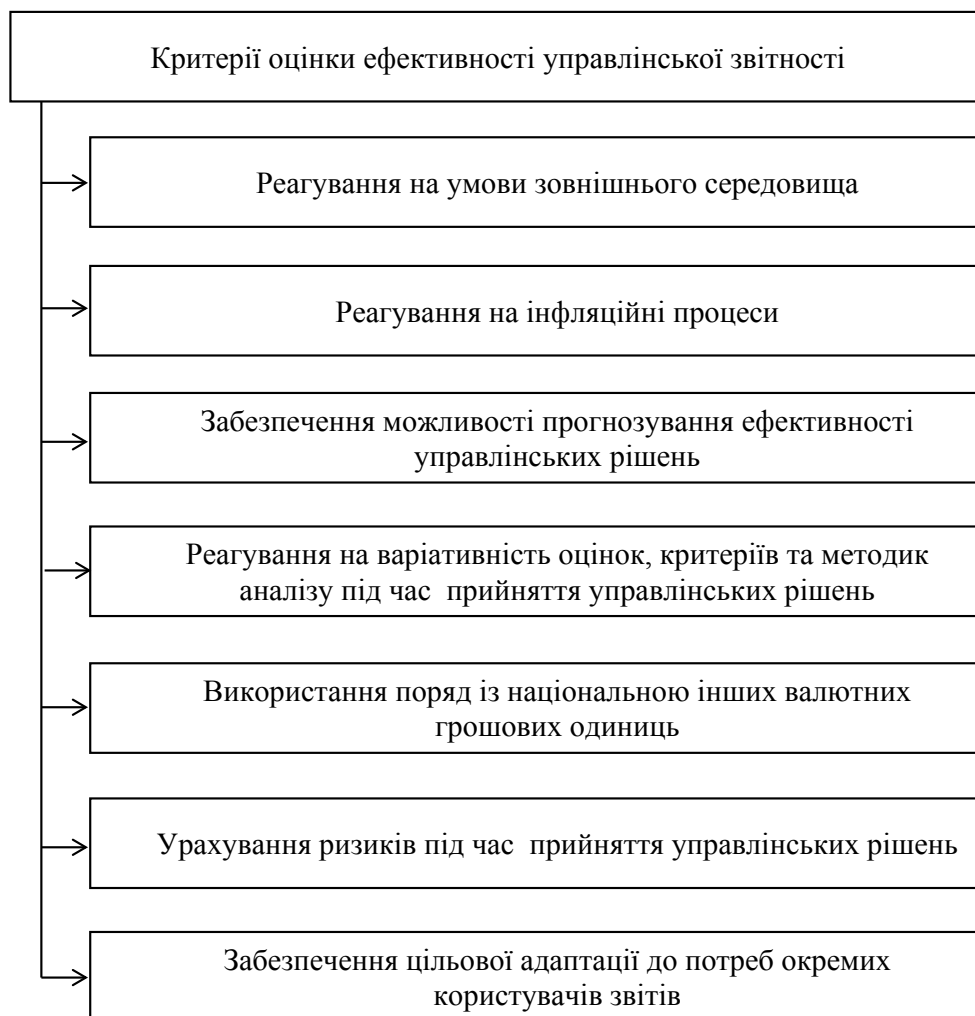 Критерії оцінки ефективності управлінської звітності
Реагування на умови зовнішнього середовища
Реагування на інфляційні процеси
Забезпечення можливості прогнозування ефективності
управлінських рішень
Реагування на варіативність оцінок, критеріїв та методик
аналізу під час  прийняття управлінських рішень
Використання поряд із національною інших валютних
грошових одиниць
Урахування ризиків під час  прийняття управлінських рішень
Забезпечення цільової адаптації до потреб окремих
користувачів звітів